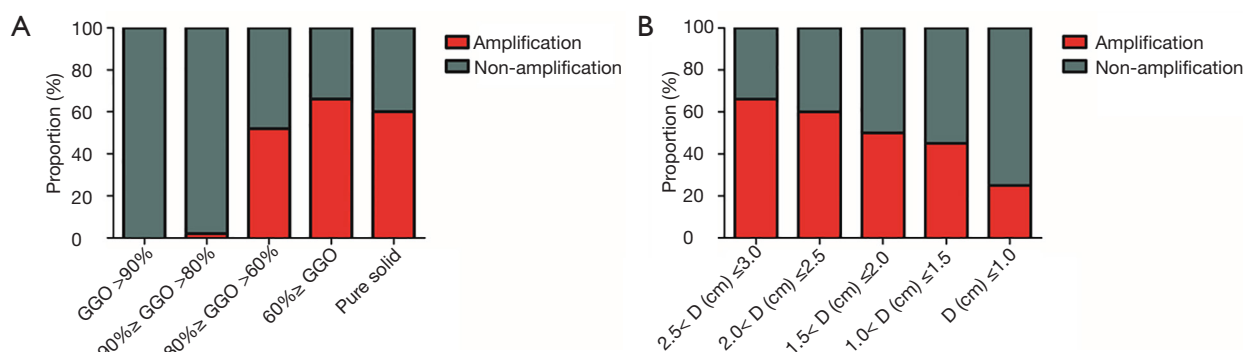 A
Proportion (%)
100
80
60
40
20
0
GGO >90%
90%≥ GGO >80%
80%≥ GGO >60%
60%≥ GGO
Pure solid
Amplification
Non-amplification
B
Proportion (%)
100
80
60
40
20
0
2.5< D (cm) ≤3.0
2.0< D (cm) ≤2.5
1.5< D (cm) ≤2.0
1.0< D (cm) ≤1.5
D (cm) ≤1.0
Amplification
Non-amplification